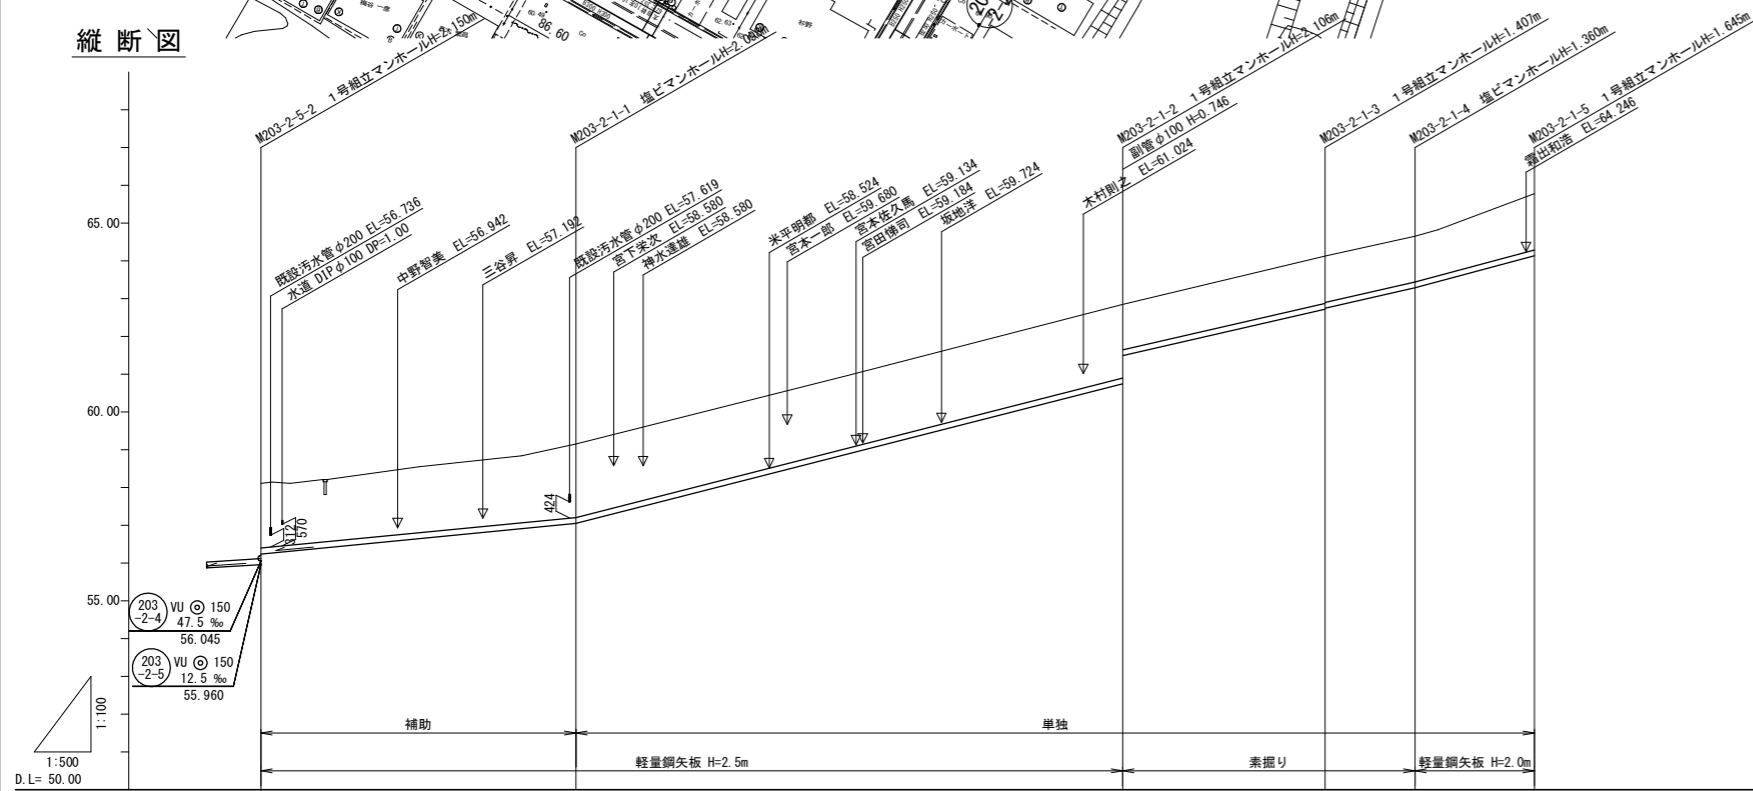 86.60
縦断図
M203-2-5-2 1号組立マンホールH=2.150m
M203-2-1-1 塩ビマンホール
M203-2-1-2 1号組立マンホールH=2.106m
副管φ100 H=0.746
M203-2-1-3 1号組立マンホールH=1.407m
M203-2-1-4 塩ビマンホールH=1.360m
M203-2-1-5 1号組立マンホールH=1.645m
霜出和浩 EL=64.246
既設汚水管φ200 EL=56.736
水道 DIPφ100 DP=1.00
中野智美 EL=56.942
三谷昇 EL=57.192
既設汚水管φ200 EL=57.619
宮下栄次 EL=58.580
神水達雄 EL=58.580
米平明都 EL=58.524
宮本一郎 EL=59.680
宮本佐久馬 EL=59.134
宮田悌司 EL=59.184
坂地洋 EL=59.724
木村則之 EL=61.024
65.00
60.00
55.00
312
570
424
203
-2-4
VU ◎ 150
47.5 ‰
56.045
203
-2-5
VU ◎ 150
12.5 ‰
55.960
1:100
1:500
D.L= 50.00
補助
単独
軽量鋼矢板 H=2.5m
素掘り
軽量鋼矢板 H=2.0m